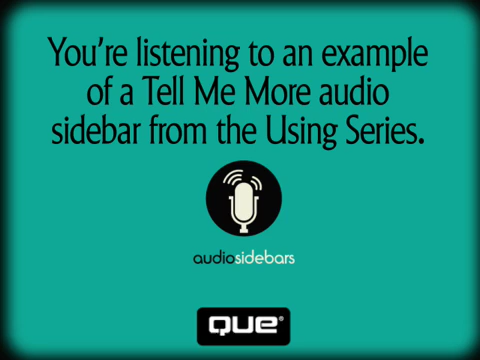 You're listening to an example
of a Tell Me More audio
sidebar from the Using Series.
audiosidebars
que®